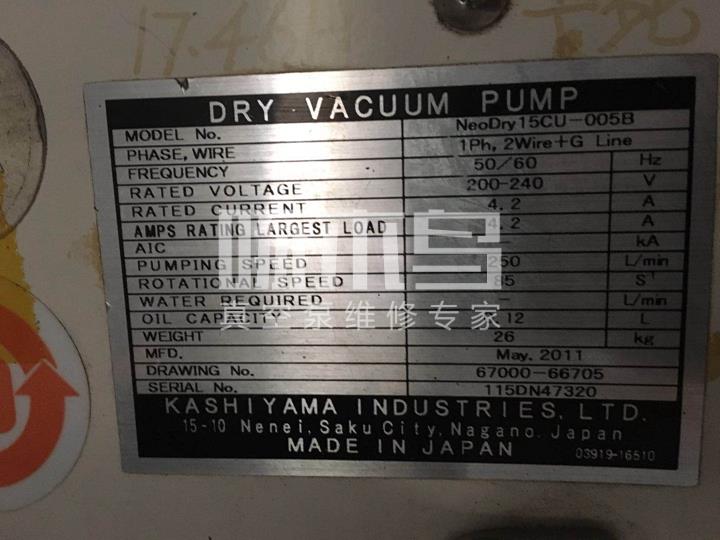 17.46
DRY VACUUM PUMP
MODEL No. NeoDry15CU-005B
PHASE, WIRE 1Ph, 2Wire+G Line
FREQUENCY 50/60 Hz
RATED VOLTAGE 200-240 V
RATED CURRENT 4.2 A
AMPS RATING LARGEST LOAD 4.2 A
AIC — kA
PUMPING SPEED 250 L/min
ROTATIONAL SPEED 85 S⁻¹
WATER REQUIRED — L/min
OIL CAPACITY 12 L
WEIGHT 26 kg
MFD. May. 2011
DRAWING No. 67000-66705
SERIAL No. 115DN47320
KASHIYAMA INDUSTRIES, LTD.
15-10 Nenei, Saku City, Nagano, Japan
MADE IN JAPAN 03919-16510
真空泵维修专家